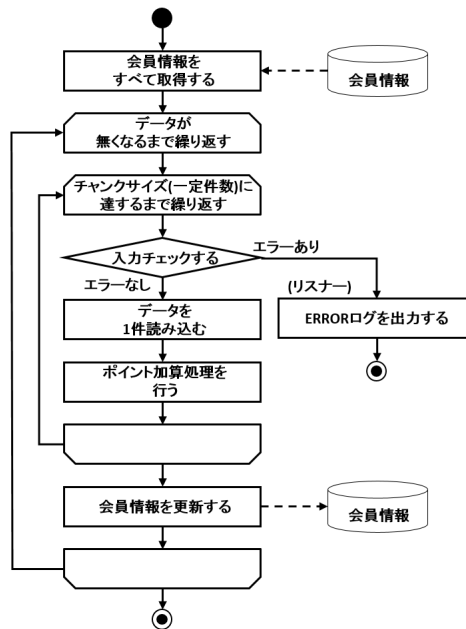 会員情報を
すべて取得する
会員情報
データが
無くなるまで繰り返す
チャンクサイズ(一定件数)に
達するまで繰り返す
入力チェックする
エラーあり
エラーなし
(リスナー)
データを
1件読み込む
ERRORログを出力する
ポイント加算処理を
行う
会員情報を更新する
会員情報